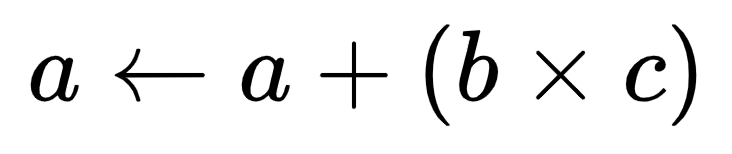 a ← a + (b × c)